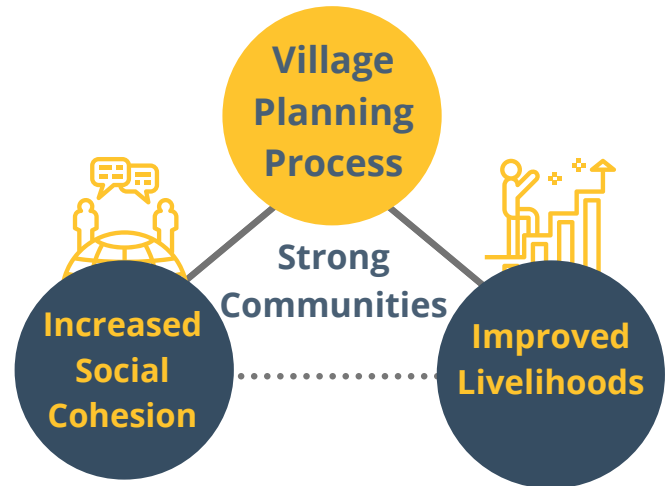 Village
Planning
Process
Strong
Communities
Increased
Social
Cohesion
Improved
Livelihoods